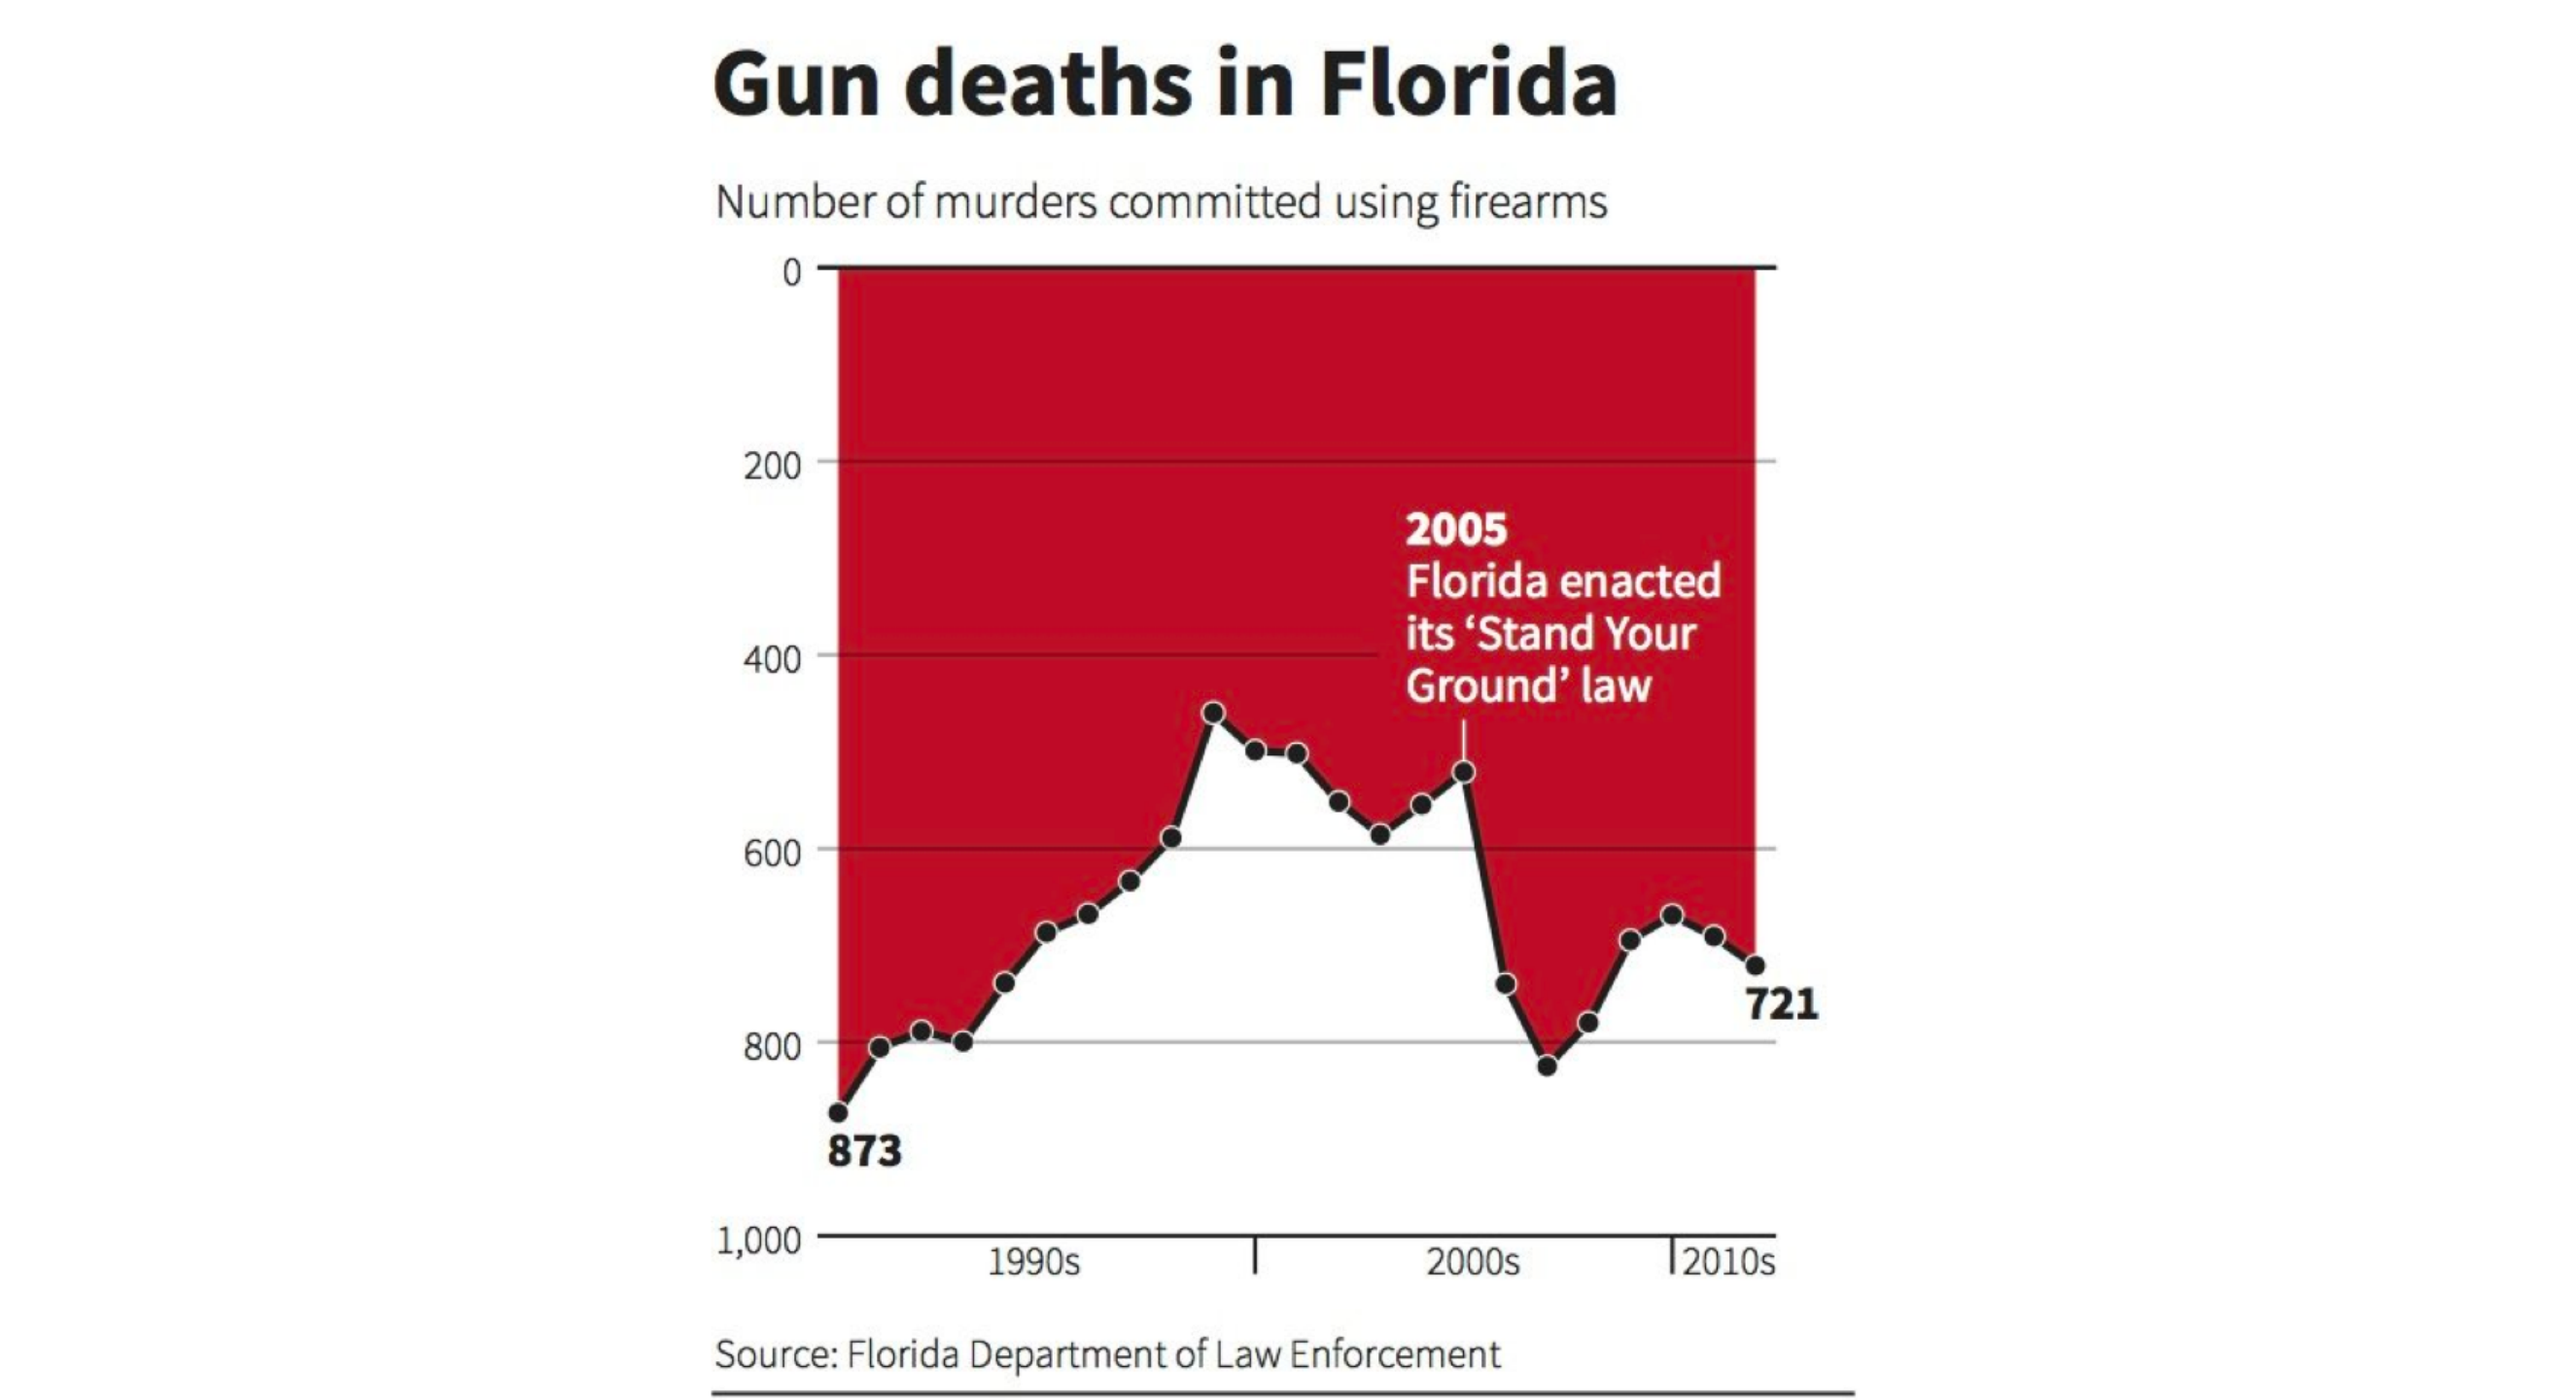 Gun deaths in Florida
Number of murders committed using firearms
0
200
2005
Florida enacted
its ‘Stand Your
Ground’ law
400
600
800
721
873
1,000
1990s
2000s
2010s
Source: Florida Department of Law Enforcement